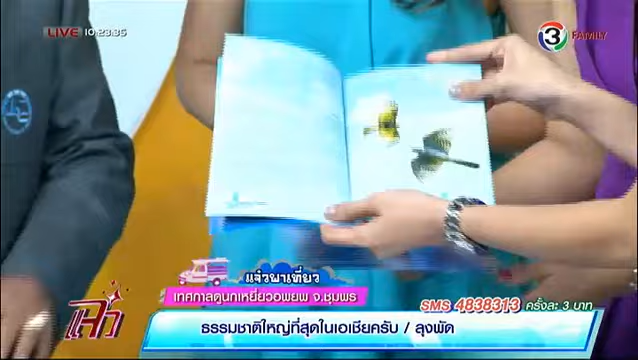 LIVE 10:23:35
3 FAMILY
แจ๋วพาเที่ยว
เทศกาลดูนกเหยี่ยวอพยพ จ.ชุมพร
SMS 4838313 ครั้งละ 3 บาท
แจ๋ว
ธรรมชาติใหญ่ที่สุดในเอเชียครับ / ลุงพัด